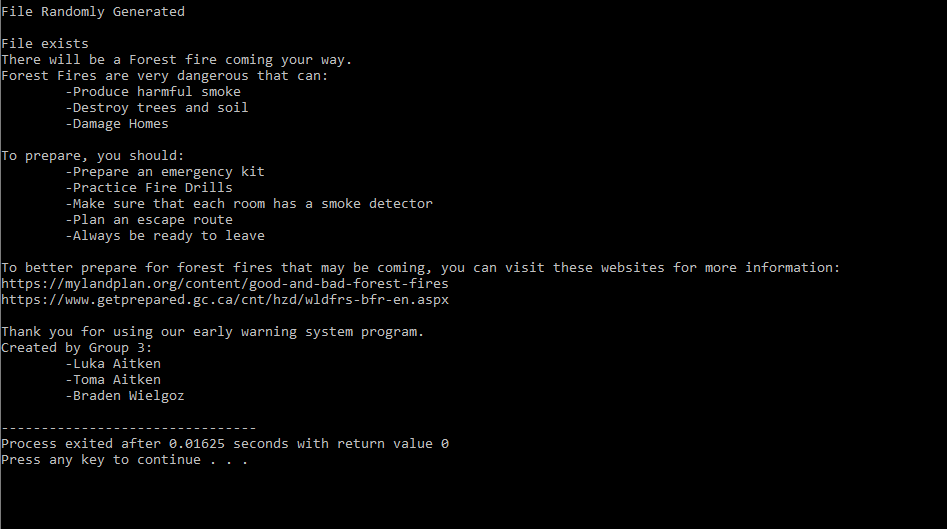 File Randomly Generated
File exists
There will be a Forest fire coming your way.
Forest Fires are very dangerous that can:
-Produce harmful smoke
-Destroy trees and soil
-Damage Homes
To prepare, you should:
-Prepare an emergency kit
-Practice Fire Drills
-Make sure that each room has a smoke detector
-Plan an escape route
-Always be ready to leave
To better prepare for forest fires that may be coming, you can visit these websites for more information:
https://mylandplan.org/content/good-and-bad-forest-fires
https://www.getprepared.gc.ca/cnt/hzd/wldfrs-bfr-en.aspx
Thank you for using our early warning system program.
Created by Group 3:
-Luka Aitken
-Toma Aitken
-Braden Wielgoz
--------------------------------
Process exited after 0.01625 seconds with return value 0
Press any key to continue . . .